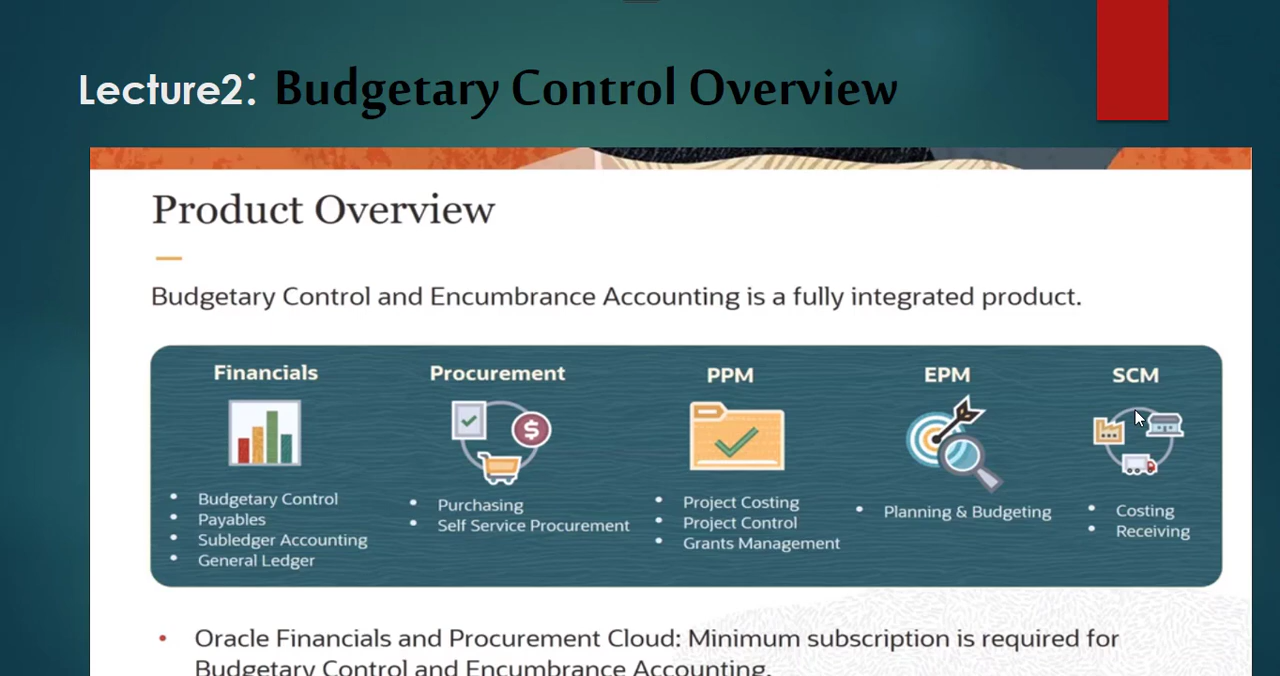 Lecture2: Budgetary Control Overview
Product Overview
Budgetary Control and Encumbrance Accounting is a fully integrated product.
Financials
Budgetary Control
Payables
Subledger Accounting
General Ledger
Procurement
$
Purchasing
Self Service Procurement
PPM
Project Costing
Project Control
Grants Management
EPM
Planning & Budgeting
SCM
Costing
Receiving
Oracle Financials and Procurement Cloud: Minimum subscription is required for
Budgetary Control and Encumbrance Accounting.